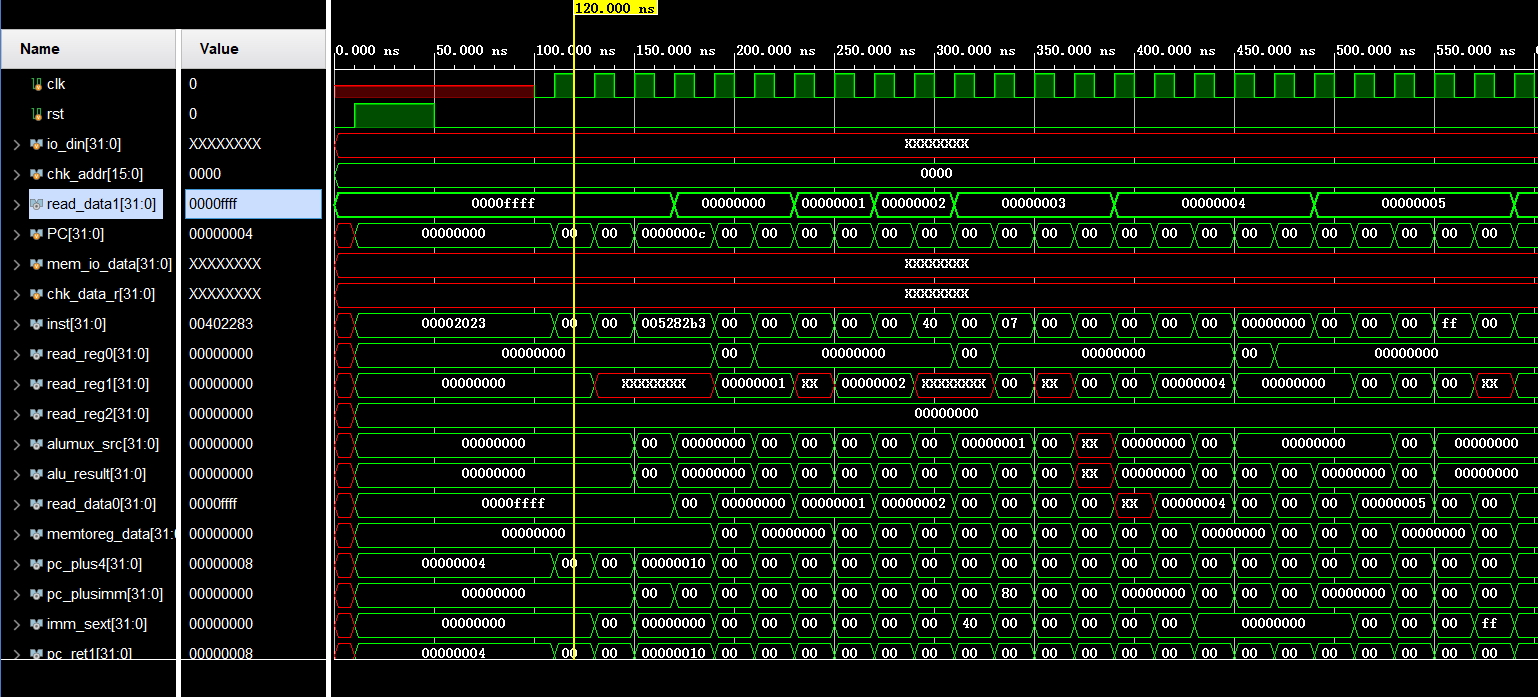 120.000 ns
Name Value 0.000 ns 50.000 ns 100.000 ns 150.000 ns 200.000 ns 250.000 ns 300.000 ns 350.000 ns 400.000 ns 450.000 ns 500.000 ns 550.000 ns
clk 0
rst 0
io_din[31:0] XXXXXXXX XXXXXXXX
chk_addr[15:0] 0000 0000
read_data1[31:0] 0000ffff 0000ffff 00000000 00000001 00000002 00000003 00000004 00000005
PC[31:0] 00000004 00000000 00 00 0000000c 00 00 00 00 00 00 00 00 00 00 00 00 00 00 00 00 00 00 00 00
mem_io_data[31:0] XXXXXXXX XXXXXXXX
chk_data_r[31:0] XXXXXXXX XXXXXXXX
inst[31:0] 00402283 00002023 00 00 005282b3 00 00 00 00 00 40 00 07 00 00 00 00 00 00000000 00 00 00 ff 00
read_reg0[31:0] 00000000 00000000 00 00000000 00 00000000 00 00000000
read_reg1[31:0] 00000000 00000000 XXXXXXXX 00000001 XX 00000002 XXXXXXXX 00 XX 00 00 00000004 00000000 00 00 00 XX
read_reg2[31:0] 00000000 00000000
alumux_src[31:0] 00000000 00000000 00 00000000 00 00 00 00 00000001 00 XX 00000000 00 00000000 00 00000000
alu_result[31:0] 00000000 00000000 00 00000000 00 00 00 00 00 00 00 XX 00000000 00 00 00 00000000 00 00000000
read_data0[31:0] 0000ffff 0000ffff 00 00000000 00000001 00000002 00 00 00 00 XX 00000004 00 00 00000005 00 00
memtoreg_data[31: 00000000 00000000 00 00000000 00 00 00 00 00 00 00 00 00 00000000 00 00 00000000 00
pc_plus4[31:0] 00000008 00000004 00 00 00000010 00 00 00 00 00 00 00 00 00 00 00 00 00 00 00 00 00 00 00 00
pc_plusimm[31:0] 00000000 00000000 00 00 00 00 00 00 00 00 00 80 00 00 00000000 00 00 00 00000000 00 00
imm_sext[31:0] 00000000 00000000 00 00000000 00 00 00 00 00 40 00 00 00 00 00 00000000 00 00 00 ff
pc_ret1[31:0] 00000008 00000004 00 00 00000010 00 00 00 00 00 00 00 00 00 00 00 00 00 00 00 00 00 00 00 00